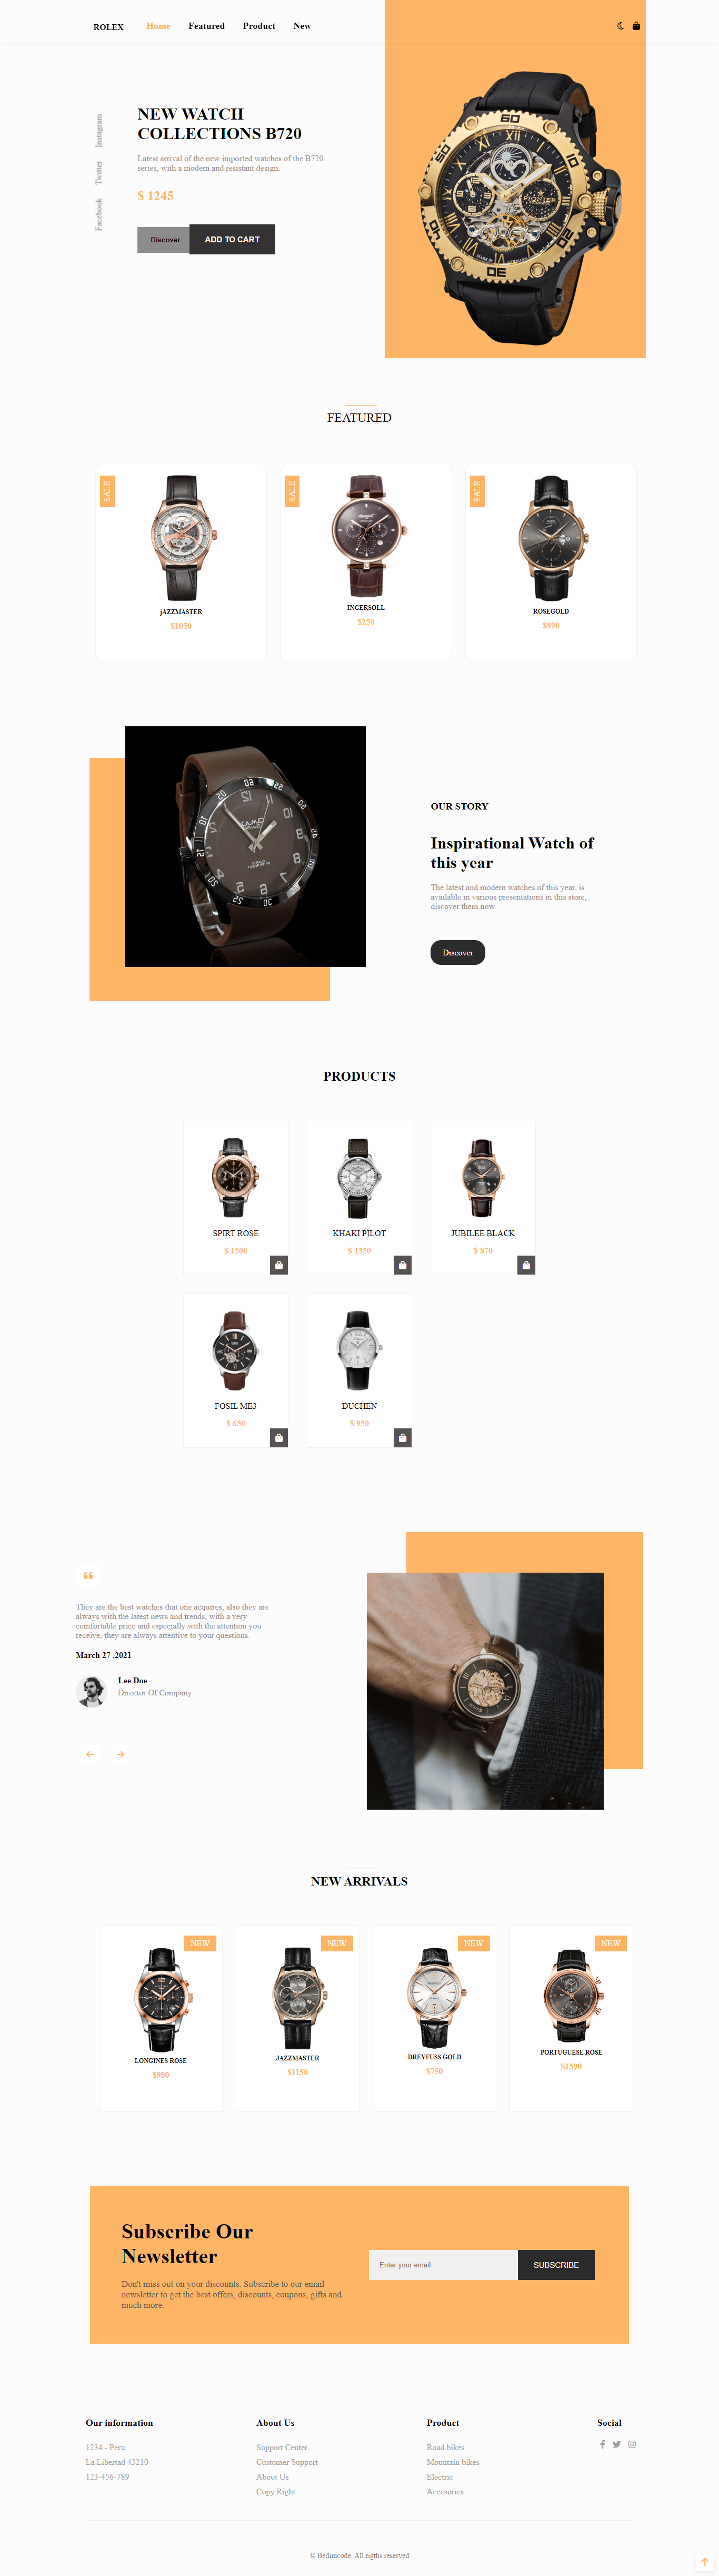 ROLEX
Home Featured Product New
NEW WATCH
COLLECTIONS B720
Latest arrival of the new imported watches of the B720
series, with a modern and resistant design.
$ 1245
Discover
ADD TO CART
Facebook Twitter Instagram
60
10
PIONIER
FEATURED
SALE
jAZZMASTER
$1050
SALE
INGERSOLL
$250
SALE
ROSEGOLD
$890
OUR STORY
Inspirational Watch of
this year
The latest and modern watches of this year, is
available in various presentations in this store,
discover them now.
Discover
PRODUCTS
SPIRT ROSE
$ 1500
KHAKI PILOT
$ 1350
JUBILEE BLACK
$ 870
FOSIL ME3
$ 650
DUCHEN
$ 950
They are the best watches that one acquires, also they are
always with the latest news and trends, with a very
comfortable price and especially with the attention you
receive, they are always attentive to your questions.
March 27 .2021
Lee Doe
Director Of Company
NEW ARRIVALS
NEW
LONGINES ROSE
$980
NEW
JAZZMASTER
$1150
NEW
DREYFUSS GOLD
$750
NEW
PORTUGUESE ROSE
$1590
Subscribe Our
Newsletter
Don't miss out on your discounts. Subscribe to our email
newsletter to get the best offers, discounts, coupons, gifts and
much more.
Enter your email
SUBSCRIBE
Our information
1234 - Peru
La Libertad 43210
123-456-789
About Us
Support Center
Customer Support
About Us
Copy Right
Product
Road bikes
Mountain bikes
Electric
Accesories
Social
© Bedimcode. All rigths reserved